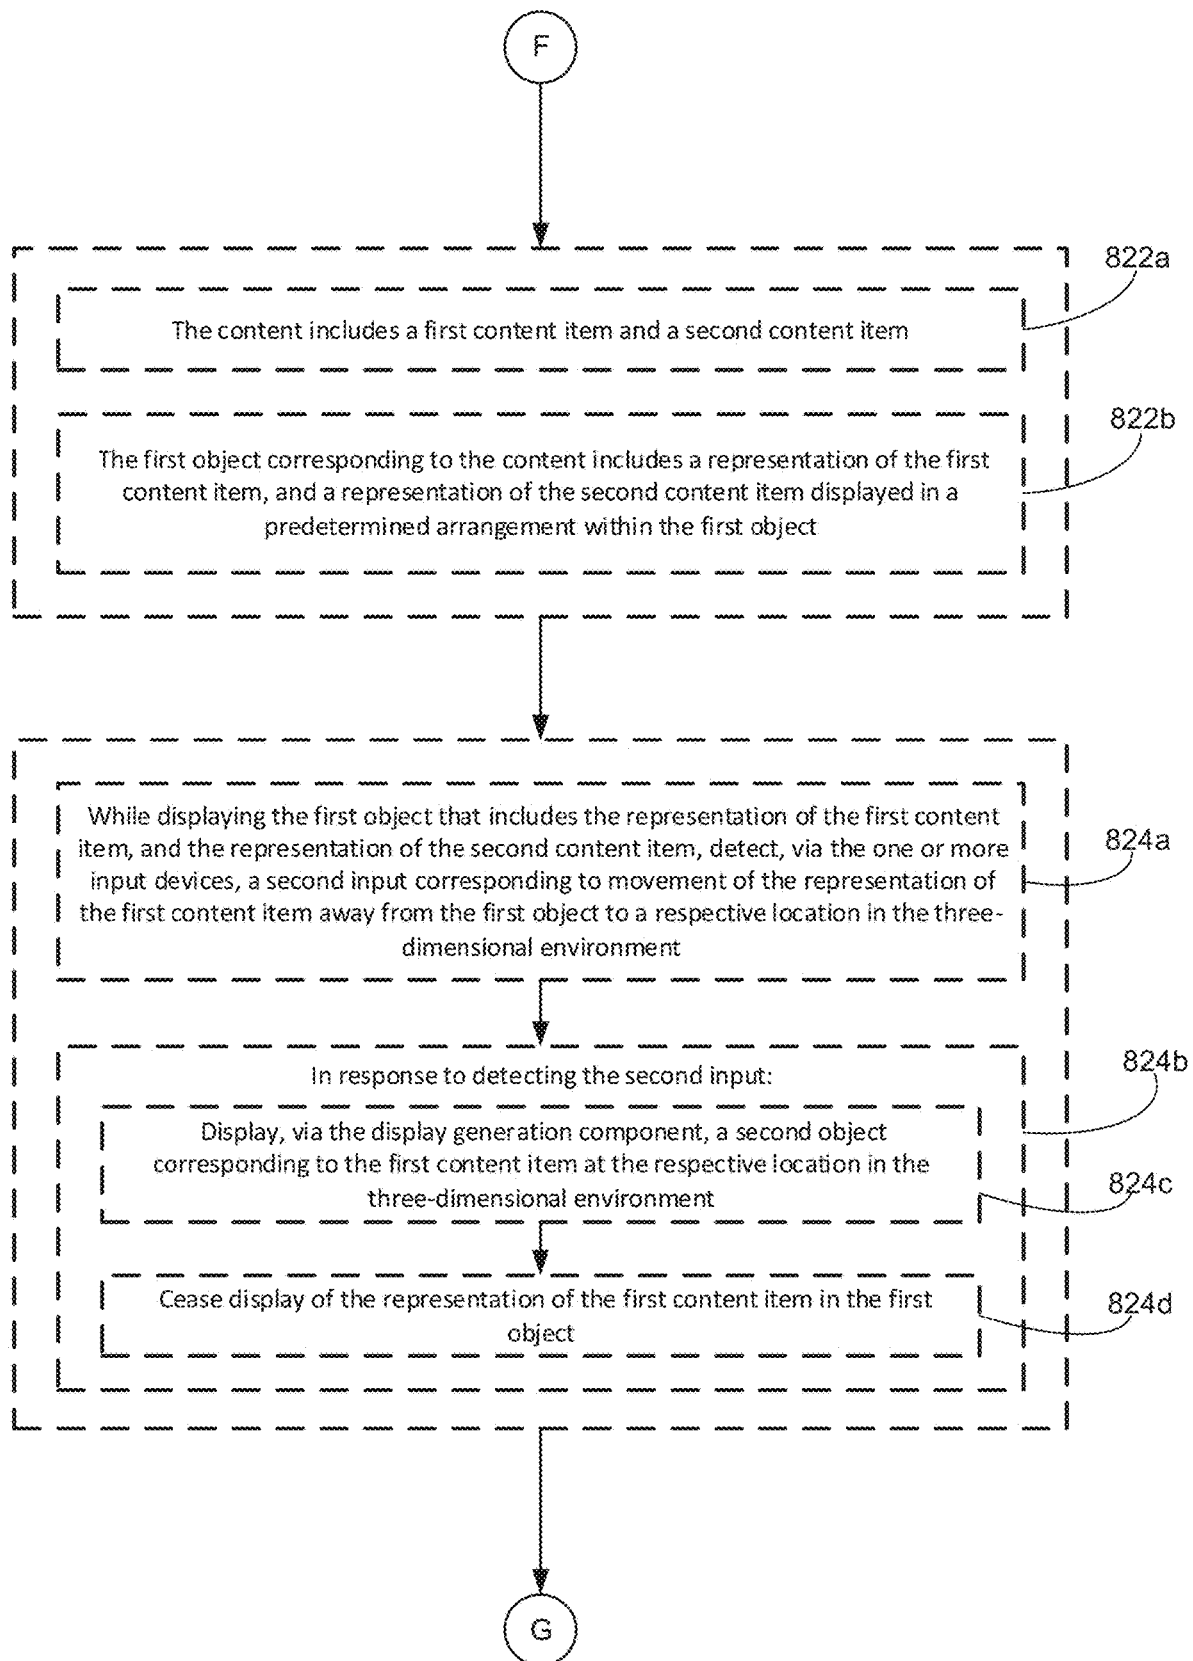 F
822a
The content includes a first content item and a second content item
822b
The first object corresponding to the content includes a representation of the first
content item, and a representation of the second content item displayed in a
predetermined arrangement within the first object
While displaying the first object that includes the representation of the first content
item, and the representation of the second content item, detect, via the one or more
input devices, a second input corresponding to movement of the representation of
the first content item away from the first object to a respective location in the three-
dimensional environment
824a
In response to detecting the second input:
824b
Display, via the display generation component, a second object
corresponding to the first content item at the respective location in the
three-dimensional environment
824c
Cease display of the representation of the first content item in the first
object
824d
G